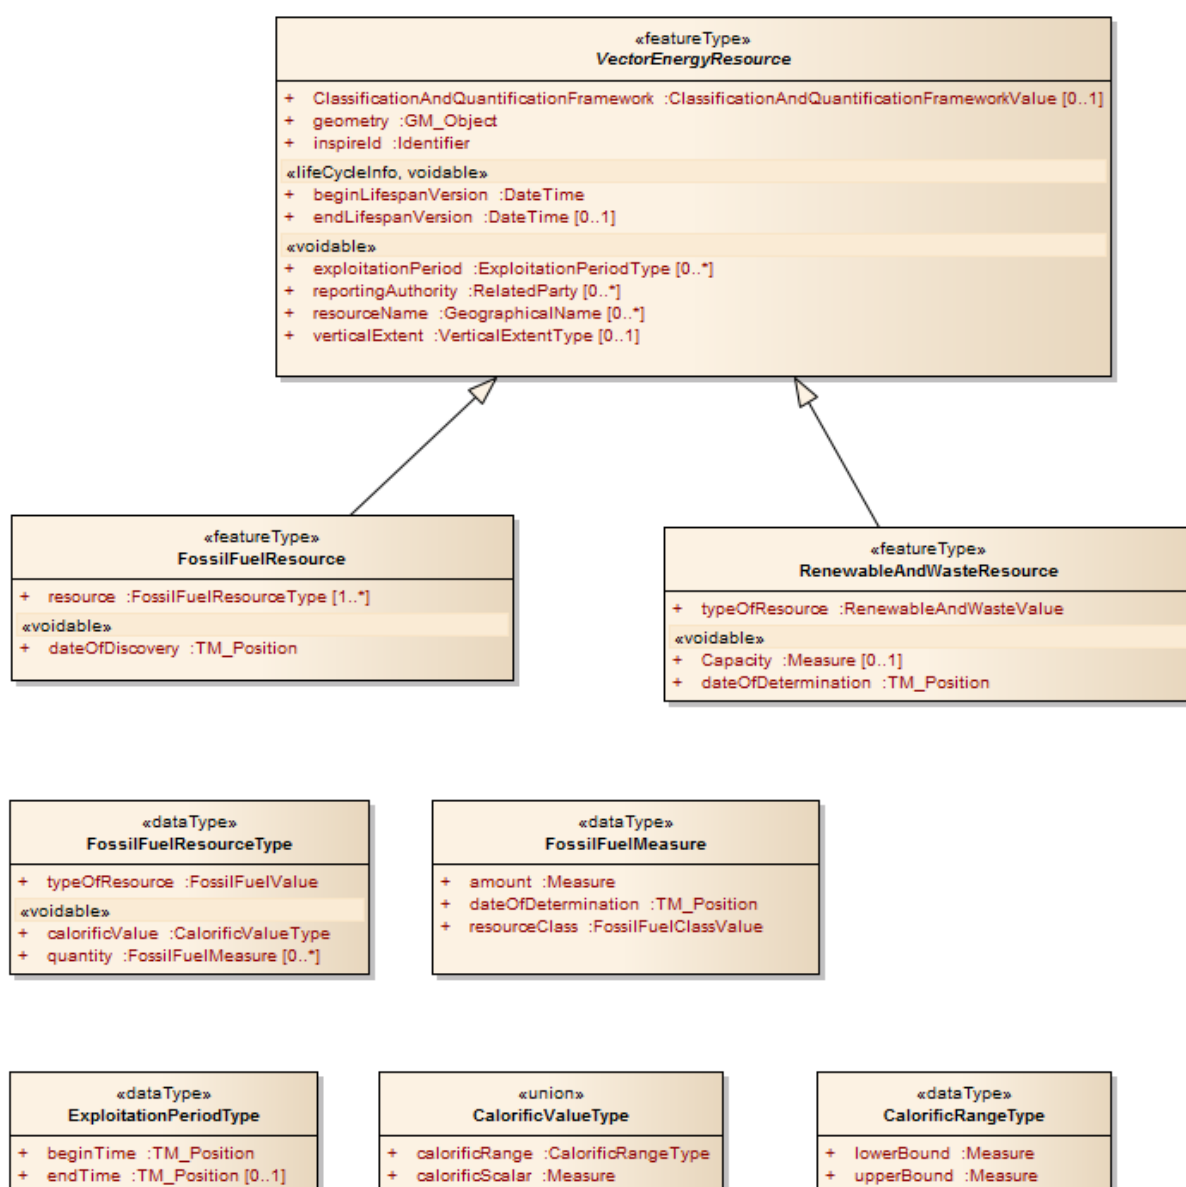 «featureType»
VectorEnergyResource
+ ClassificationAndQuantificationFramework :ClassificationAndQuantificationFrameworkValue [0..1]
+ geometry :GM_Object
+ inspireId :Identifier
«lifeCycleInfo, voidable»
+ beginLifespanVersion :DateTime
+ endLifespanVersion :DateTime [0..1]
«voidable»
+ exploitationPeriod :ExploitationPeriodType [0..*]
+ reportingAuthority :RelatedParty [0..*]
+ resourceName :GeographicalName [0..*]
+ verticalExtent :VerticalExtentType [0..1]
«featureType»
FossilFuelResource
+ resource :FossilFuelResourceType [1..*]
«voidable»
+ dateOfDiscovery :TM_Position
«featureType»
RenewableAndWasteResource
+ typeOfResource :RenewableAndWasteValue
«voidable»
+ Capacity :Measure [0..1]
+ dateOfDetermination :TM_Position
«dataType»
FossilFuelResourceType
+ typeOfResource :FossilFuelValue
«voidable»
+ calorificValue :CalorificValueType
+ quantity :FossilFuelMeasure [0..*]
«dataType»
FossilFuelMeasure
+ amount :Measure
+ dateOfDetermination :TM_Position
+ resourceClass :FossilFuelClassValue
«dataType»
ExploitationPeriodType
+ beginTime :TM_Position
+ endTime :TM_Position [0..1]
«union»
CalorificValueType
+ calorificRange :CalorificRangeType
+ calorificScalar :Measure
«dataType»
CalorificRangeType
+ lowerBound :Measure
+ upperBound :Measure